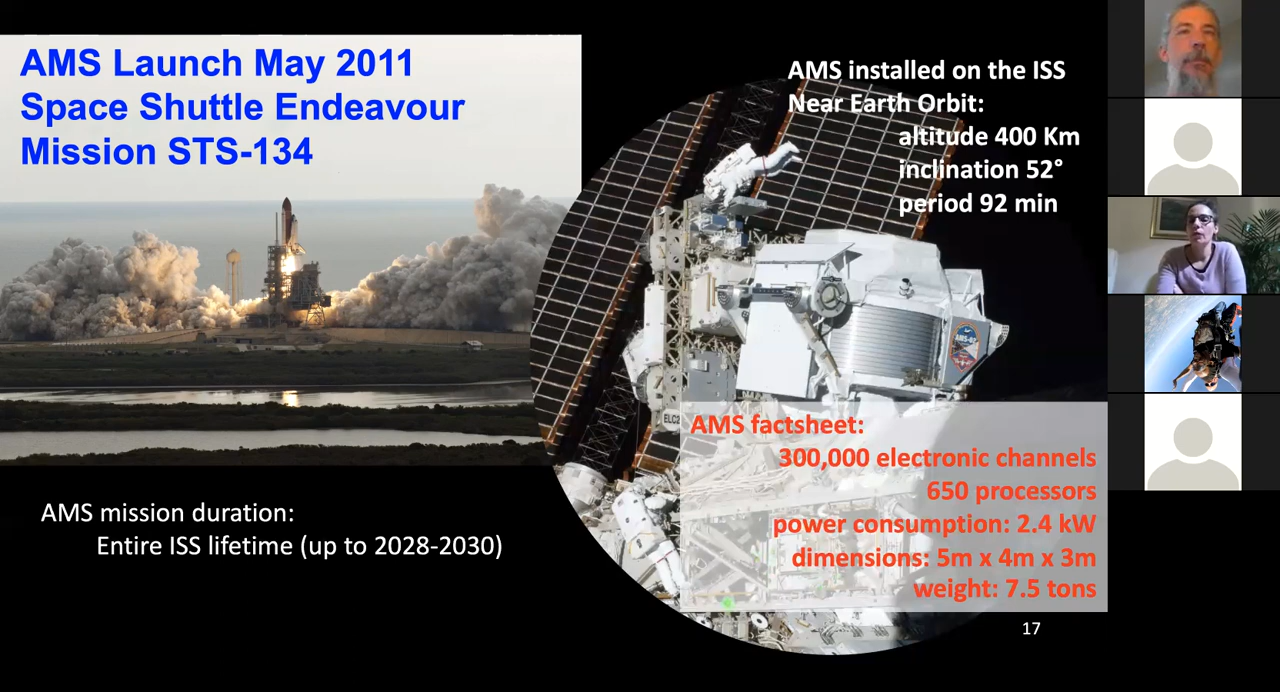 AMS Launch May 2011
Space Shuttle Endeavour
Mission STS-134
AMS installed on the ISS
Near Earth Orbit:
altitude 400 Km
inclination 52°
period 92 min
AMS-02
ELC2
AMS factsheet:
300,000 electronic channels
650 processors
power consumption: 2.4 kW
dimensions: 5m x 4m x 3m
weight: 7.5 tons
AMS mission duration:
Entire ISS lifetime (up to 2028-2030)
17